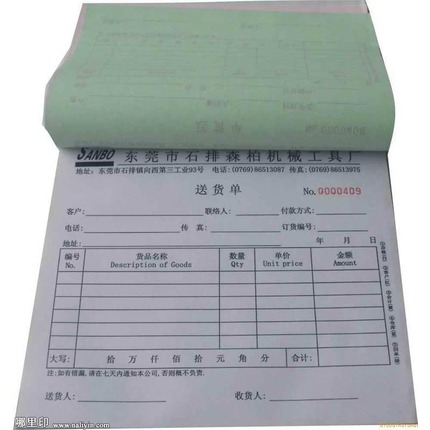 SANBO 东莞市石排森柏机械工具厂
地址: 东莞市石排镇向西第三工业93号 电话:(0769)86513087 传真:(0769)86513975
送货单 No.0000409
客户: 联络人: 付款方式:
电话: 传真: 订货编号:
地址: 年 月 日
编号 货品名称 数量 单价 金额
No. Description of Goods Qty Unit price Amount
大写: 拾 万 仟 佰 拾 元 角 分 合计:
注:如有错漏,请在七天内通知本公司,否则概不负责.
送货人: 收货人:
哪里印 www.nahyin.com